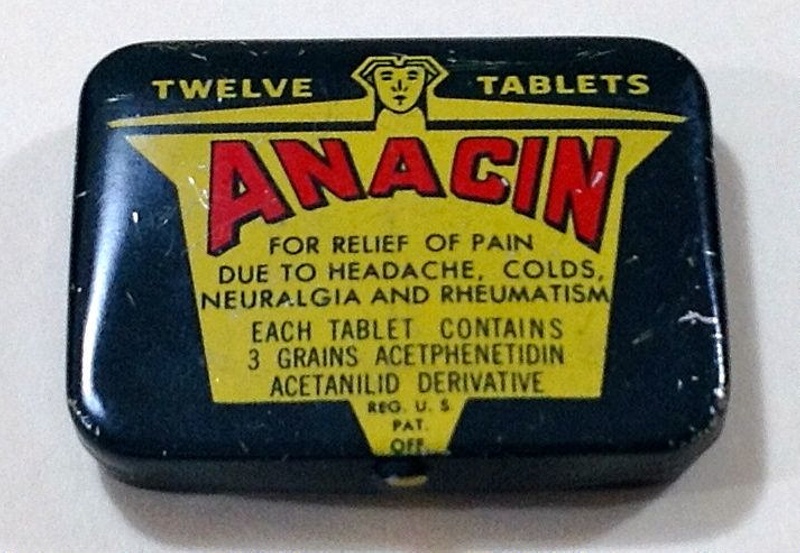 TWELVE TABLETS
ANACIN
FOR RELIEF OF PAIN
DUE TO HEADACHE, COLDS,
NEURALGIA AND RHEUMATISM
EACH TABLET CONTAINS
3 GRAINS ACETPHENETIDIN
ACETANILID DERIVATIVE
REG. U. S.
PAT.
OFF.